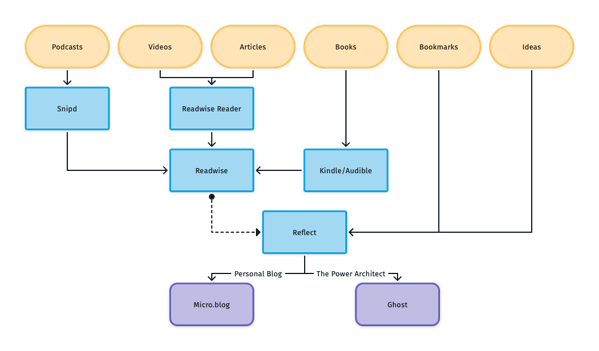 Podcasts
Videos
Articles
Books
Bookmarks
Ideas
Snipd
Readwise Reader
Readwise
Kindle/Audible
Reflect
Personal Blog
The Power Architect
Micro.blog
Ghost